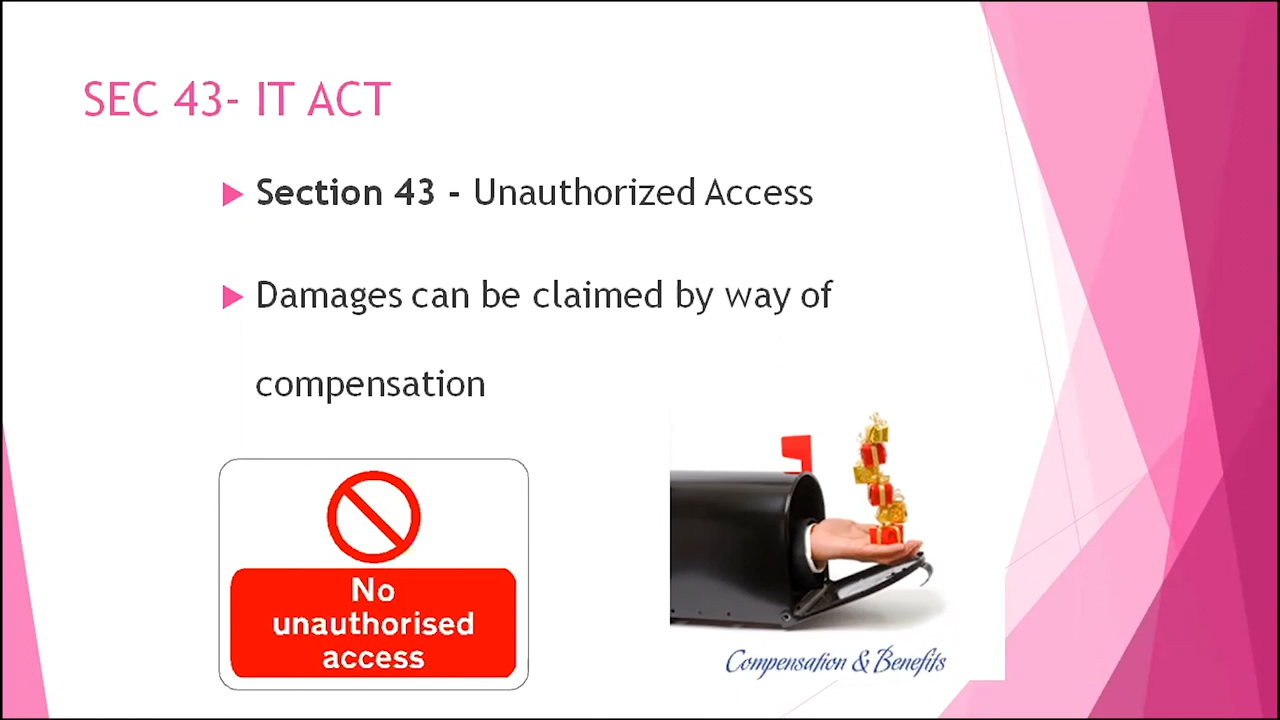 SEC 43- IT ACT
Section 43 - Unauthorized Access
Damages can be claimed by way of
compensation
No
unauthorised
access
Compensation & Benefits